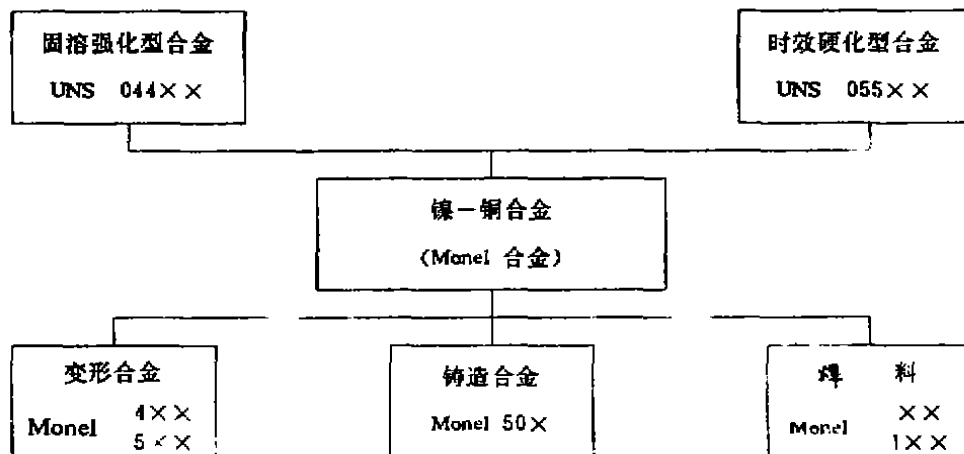 固溶强化型合金
UNS 044××
时效硬化型合金
UNS 055××
镍－铜合金
(Monel 合金)
变形合金
Monel 4××
5××
铸造合金
Monel 50×
焊 料
Monel ××
1××